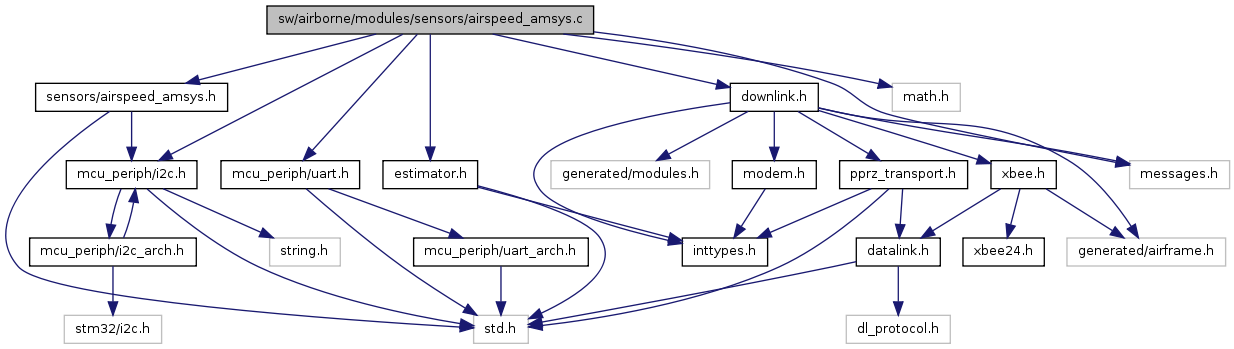 sw/airborne/modules/sensors/airspeed_amsys.c
sensors/airspeed_amsys.h
downlink.h
math.h
mcu_periph/i2c.h
mcu_periph/uart.h
estimator.h
generated/modules.h
modem.h
pprz_transport.h
xbee.h
messages.h
mcu_periph/i2c_arch.h
string.h
mcu_periph/uart_arch.h
inttypes.h
datalink.h
xbee24.h
generated/airframe.h
stm32/i2c.h
std.h
dl_protocol.h